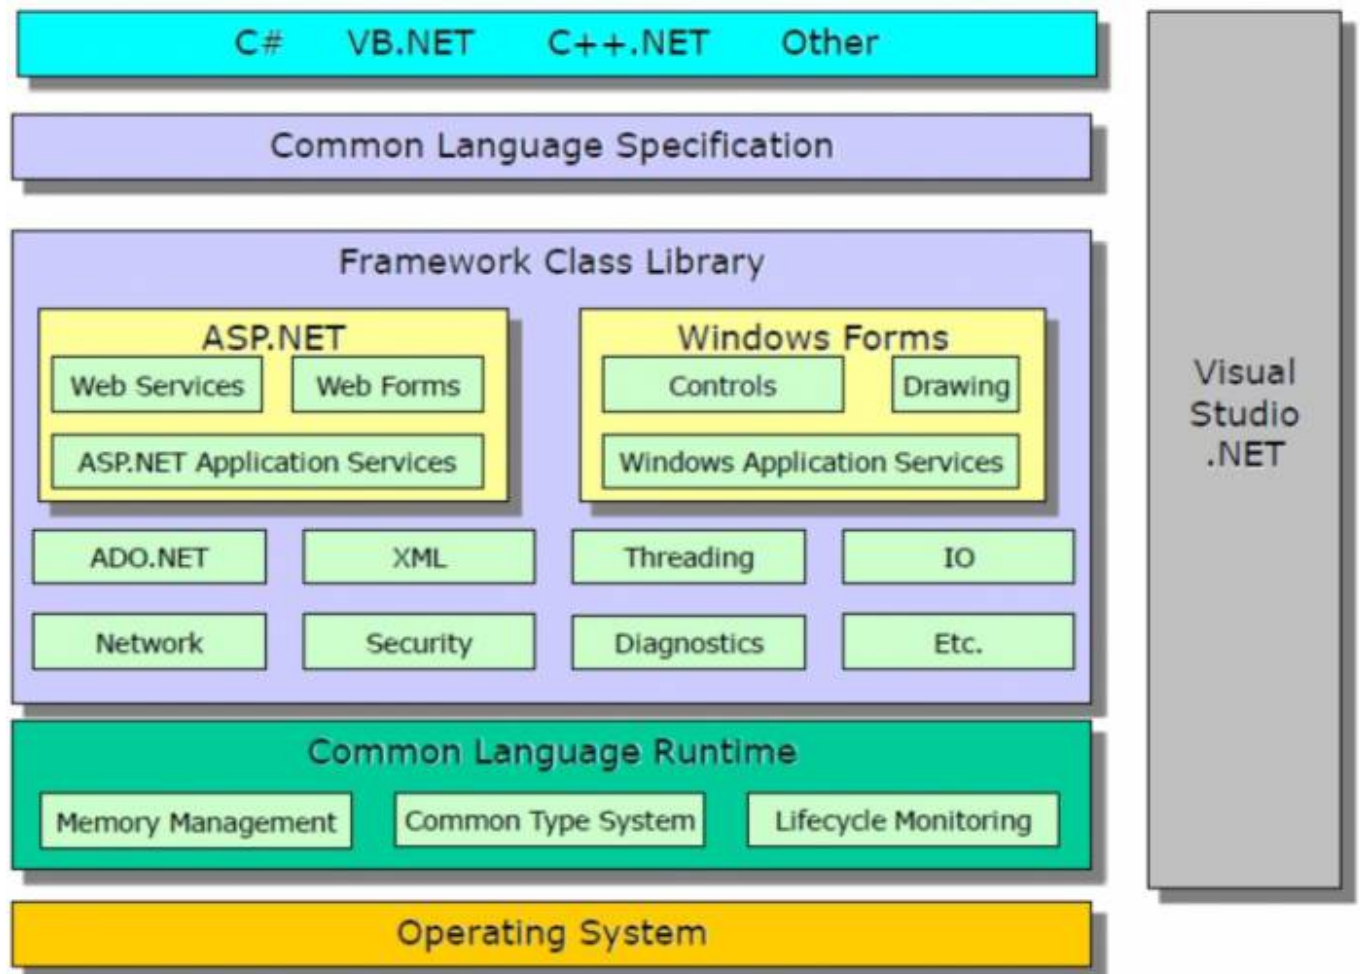 C# VB.NET C++.NET Other
Common Language Specification
Framework Class Library
ASP.NET
Web Services Web Forms
ASP.NET Application Services
Windows Forms
Controls Drawing
Windows Application Services
ADO.NET XML Threading IO
Network Security Diagnostics Etc.
Common Language Runtime
Memory Management Common Type System Lifecycle Monitoring
Operating System
Visual
Studio
.NET